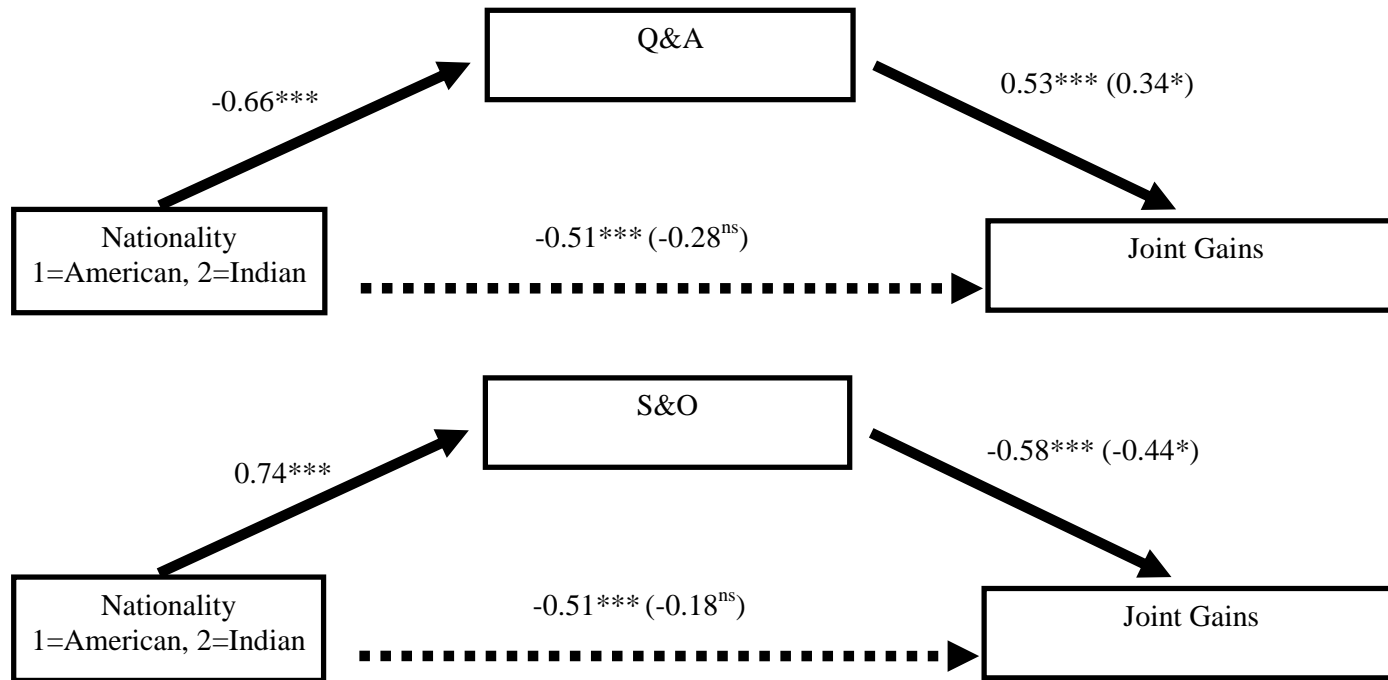 Q&A
-0.66***
0.53*** (0.34*)
Nationality
1=American, 2=Indian
-0.51*** (-0.28ns)
Joint Gains
S&O
0.74***
-0.58*** (-0.44*)
Nationality
1=American, 2=Indian
-0.51*** (-0.18ns)
Joint Gains